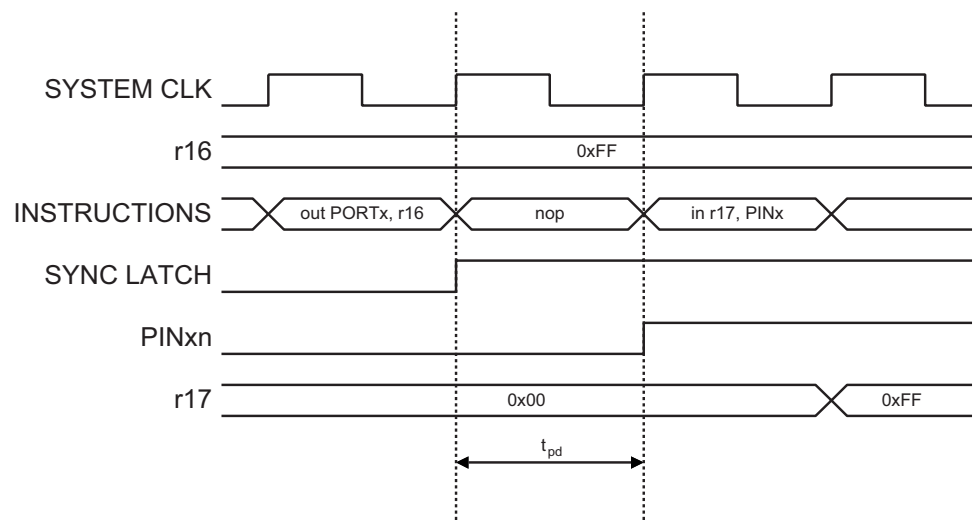 SYSTEM CLK
r16
0xFF
INSTRUCTIONS
out PORTx, r16
nop
in r17, PINx
SYNC LATCH
PINxn
r17
0x00
0xFF
tpd